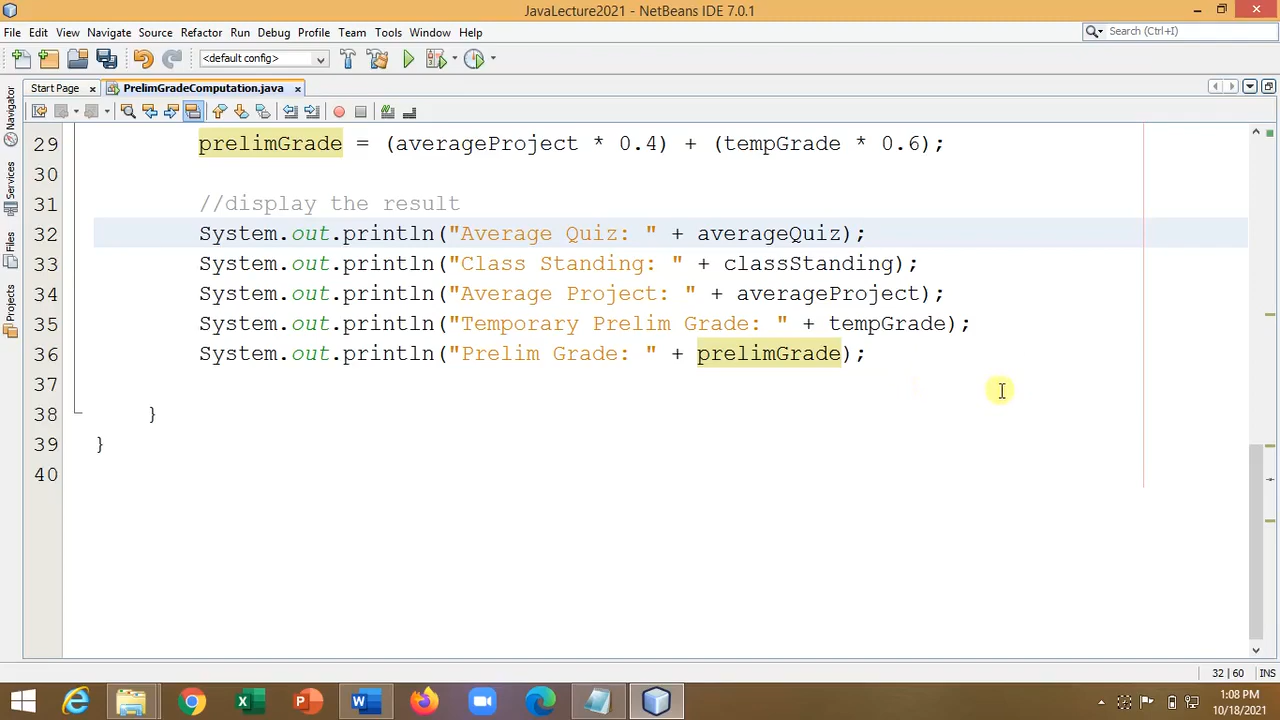 JavaLecture2021 - NetBeans IDE 7.0.1
File Edit View Navigate Source Refactor Run Debug Profile Team Tools Window Help
Search (Ctrl+I)
<default config>
Start Page
PrelimGradeComputation.java
Navigator
Services
Files
Projects
29 prelimGrade = (averageProject * 0.4) + (tempGrade * 0.6);
30
31 //display the result
32 System.out.println("Average Quiz: " + averageQuiz);
33 System.out.println("Class Standing: " + classStanding);
34 System.out.println("Average Project: " + averageProject);
35 System.out.println("Temporary Prelim Grade: " + tempGrade);
36 System.out.println("Prelim Grade: " + prelimGrade);
37
38 }
39 }
40
32 | 60 INS
1:08 PM
10/18/2021